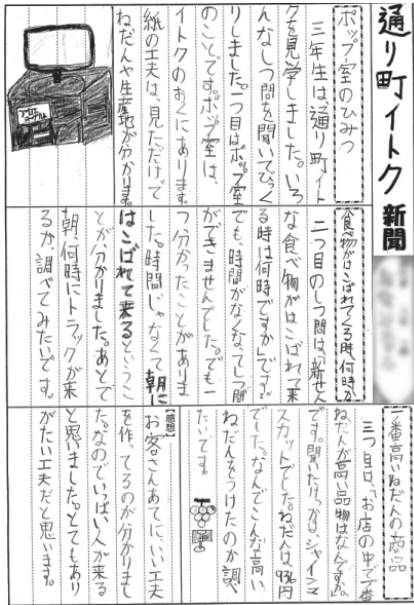 通り町イトク新聞
ポップ室のひみつ
三年生は、通り町イト
クを見学しました。いろ
んなしつ問を聞いてびっく
りしました。一つ目はポップ室
のことです。ポップ室は、
イトクのおくにあります。
紙の工夫は、見ただけで
ねだんや生産地が分かります。
食べ物がはこばれてくる時、何時か
二つ目のしつ問は、「新せん
な食べ物がはこばれて来
る時は何時ですか」です。
でも、時間がなくなってしつ問
ができませんでした。でも一
つ分かったことがありま
した。時間じゃなくて朝に
はこばれて来るというこ
とが分かりました。あとで
朝、何時にトラックが来
るか、調べてみたいです。
一番高いねだんの商品
三つ目は、「お店の中で一番
ねだんが高い品物はなんですか」
です。聞いたけっかはシャインマ
スカットでした。ねだんは936円
でした。なんでこんな高い
ねだんをつけたのか調べ
たいです。
【感想】
お客さんあてにいい工夫
を作ってるのが分かりまし
た。なのでいっぱい人が来る
と思いました。とてもあり
がたい工夫だと思います。